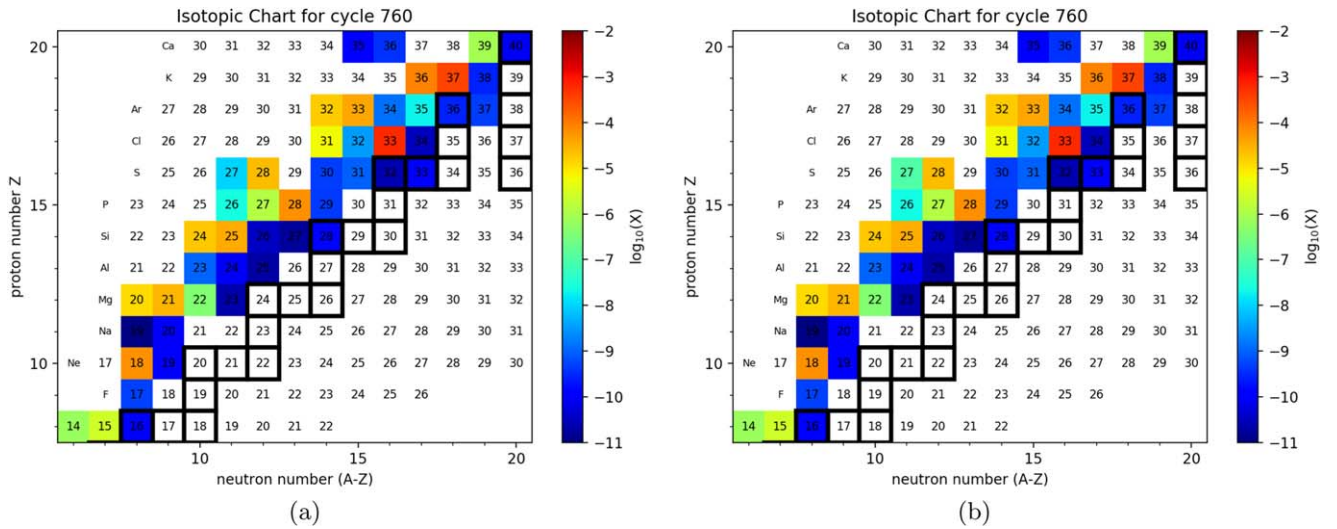 Isotopic Chart for cycle 760
20
Ca 30 31 32 33 34 35 36 37 38 39 40
K 29 30 31 32 33 34 35 36 37 38 39
Ar 27 28 29 30 31 32 33 34 35 36 37 38
Cl 26 27 28 29 30 31 32 33 34 35 36 37
S 25 26 27 28 29 30 31 32 33 34 35 36
15
P 23 24 25 26 27 28 29 30 31 32 33 34 35
Si 22 23 24 25 26 27 28 29 30 31 32 33 34
Al 21 22 23 24 25 26 27 28 29 30 31 32 33
Mg 20 21 22 23 24 25 26 27 28 29 30 31 32
Na 19 20 21 22 23 24 25 26 27 28 29 30 31
10
Ne 17 18 19 20 21 22 23 24 25 26 27 28 29 30
F 17 18 19 20 21 22 23 24 25 26
14 15 16 17 18 19 20 21 22
proton number Z
10 15 20
neutron number (A-Z)
−2
−3
−4
−5
−6
−7
−8
−9
−10
−11
log10(X)
(a)
Isotopic Chart for cycle 760
20
Ca 30 31 32 33 34 35 36 37 38 39 40
K 29 30 31 32 33 34 35 36 37 38 39
Ar 27 28 29 30 31 32 33 34 35 36 37 38
Cl 26 27 28 29 30 31 32 33 34 35 36 37
S 25 26 27 28 29 30 31 32 33 34 35 36
15
P 23 24 25 26 27 28 29 30 31 32 33 34 35
Si 22 23 24 25 26 27 28 29 30 31 32 33 34
Al 21 22 23 24 25 26 27 28 29 30 31 32 33
Mg 20 21 22 23 24 25 26 27 28 29 30 31 32
Na 19 20 21 22 23 24 25 26 27 28 29 30 31
10
Ne 17 18 19 20 21 22 23 24 25 26 27 28 29 30
F 17 18 19 20 21 22 23 24 25 26
14 15 16 17 18 19 20 21 22
proton number Z
10 15 20
neutron number (A-Z)
−2
−3
−4
−5
−6
−7
−8
−9
−10
−11
log10(X)
(b)